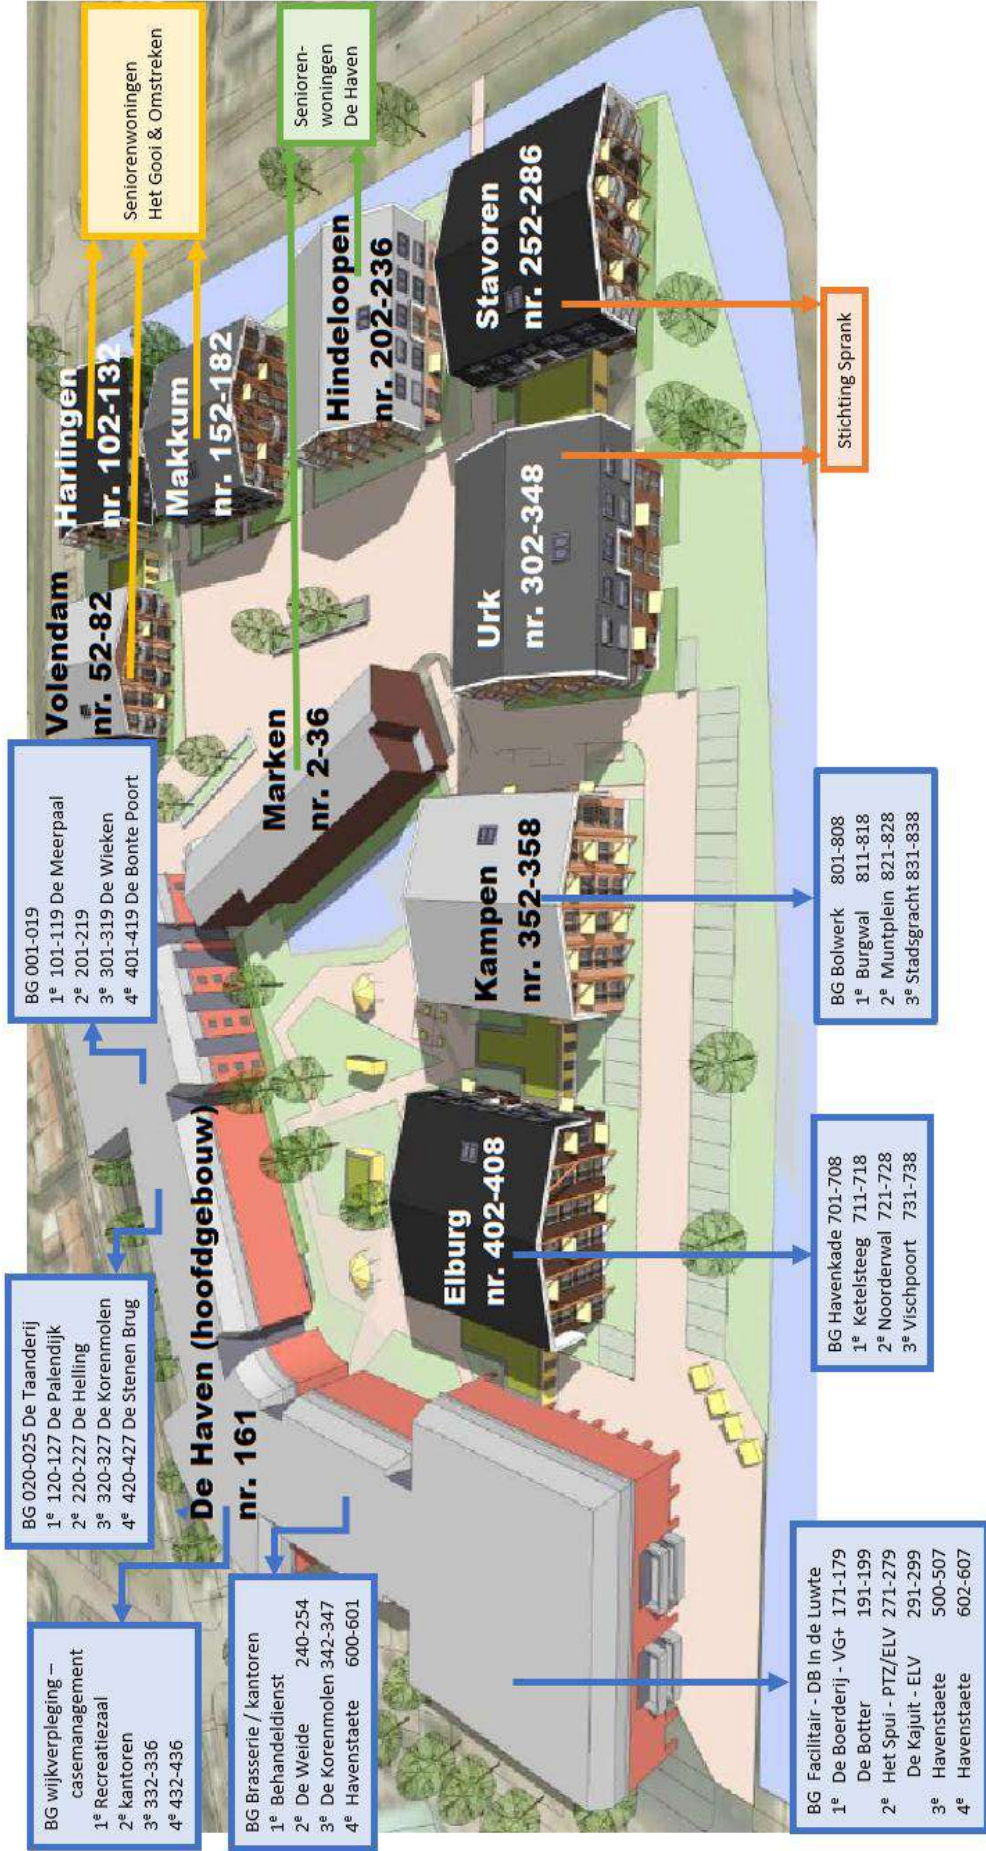 BG wijkverpleging –
casemanagement
1e Recreatiezaal
2e kantoren
3e 332-336
4e 432-436
BG 020-025 De Taanderij
1e 120-127 De Palendijk
2e 220-227 De Helling
3e 320-327 De Korenmolen
4e 420-427 De Stenen Brug
BG 001-019
1e 101-119 De Meerpaal
2e 201-219
3e 301-319 De Wieken
4e 401-419 De Bonte Poort
Seniorenwoningen
Het Gooi & Omstreken
Volendam
nr. 52-82
Harlingen
nr. 102-132
Makkum
nr. 152-182
De Haven (hoofdgebouw)
nr. 161
BG Brasserie / kantoren
1e Behandeldienst
2e De Weide 240-254
3e De Korenmolen 342-347
4e Havenstaete 600-601
Marken
nr. 2-36
Hindeloopen
nr. 202-236
Senioren-
woningen
De Haven
Elburg
nr. 402-408
Kampen
nr. 352-358
Urk
nr. 302-348
Stavoren
nr. 252-286
BG Facilitair - DB In de Luwte
1e De Boerderij - VG+ 171-179
De Botter 191-199
2e Het Spui - PTZ/ELV 271-279
De Kajuit - ELV 291-299
3e Havenstaete 500-507
4e Havenstaete 602-607
BG Havenkade 701-708
1e Ketelsteeg 711-718
2e Noorderwal 721-728
3e Vischpoort 731-738
BG Bolwerk 801-808
1e Burgwal 811-818
2e Muntplein 821-828
3e Stadsgracht 831-838
Stichting Sprank